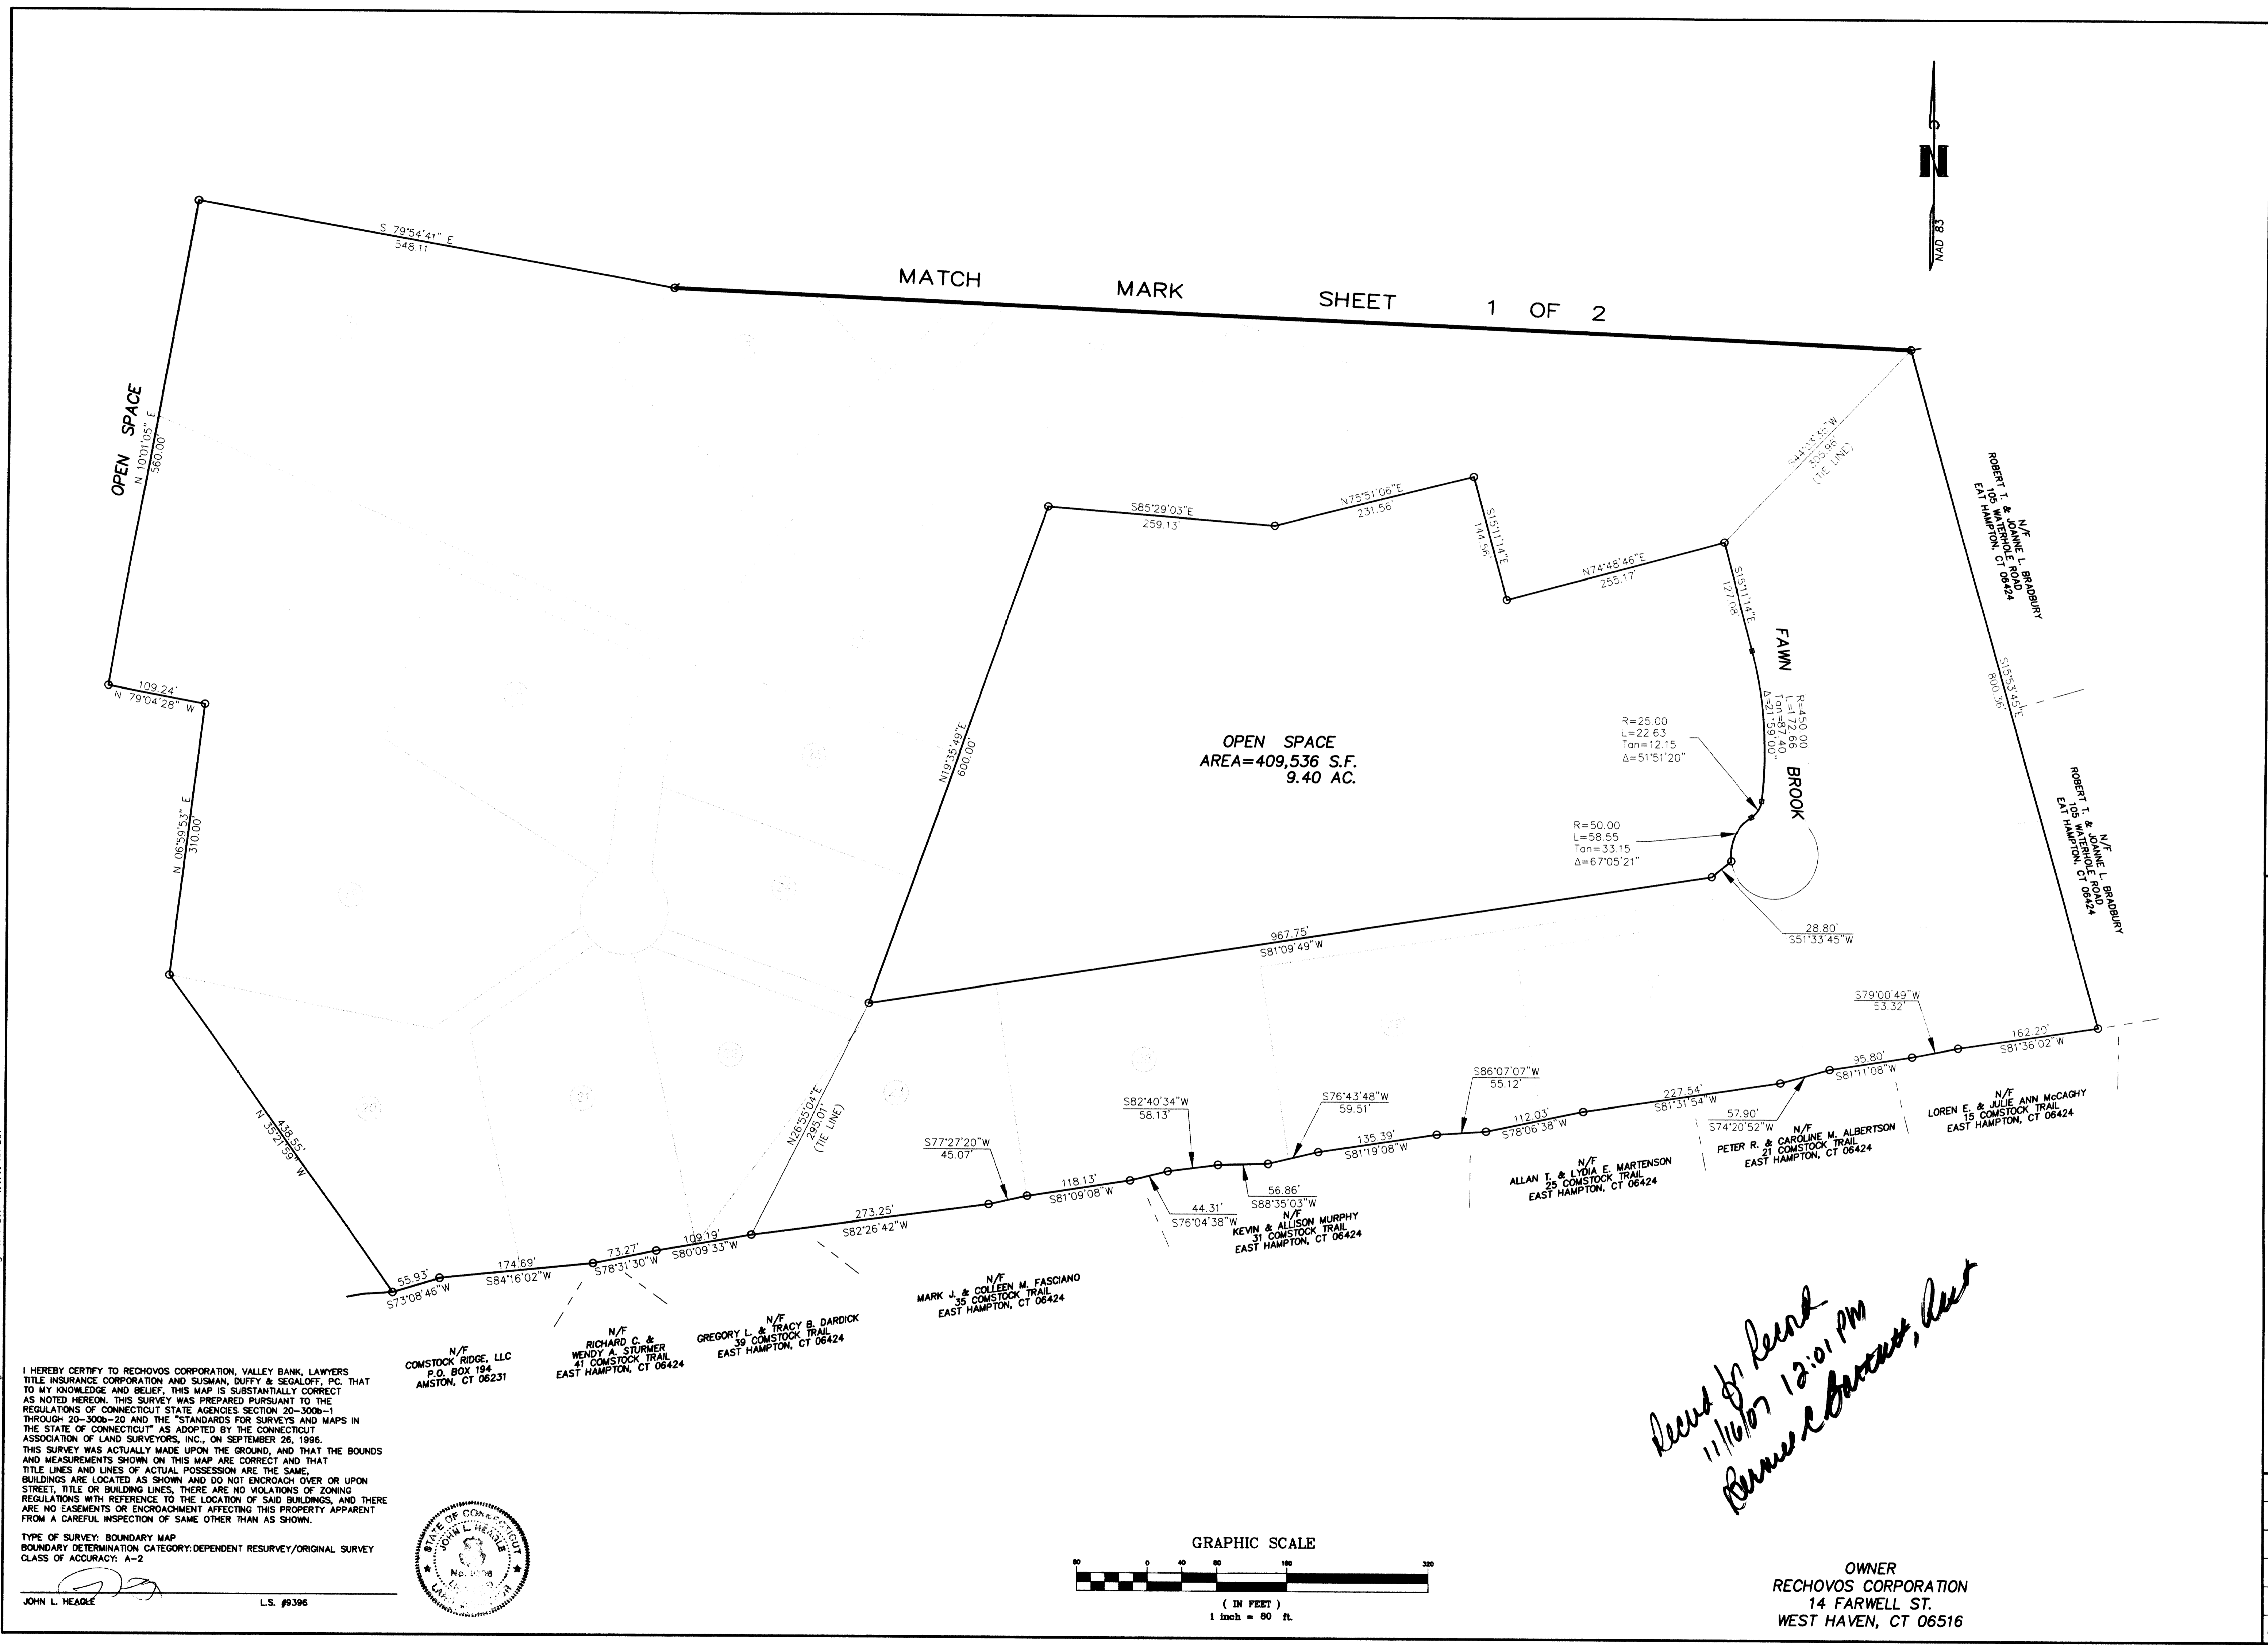 N
NAD 83
S 79°54'41" E
548.11
MATCH MARK SHEET 1 OF 2
OPEN SPACE
N 10°01'05" E
560.00'
305.96'
(TIE LINE)
N/F
ROBERT T. & JOANNE L. BRADBURY
105 WATERHOLE ROAD
EAT HAMPTON, CT 06424
S85°29'03"E
259.13'
N75°51'06"E
231.56'
S15°11'14"E
144.56'
N74°48'46"E
255.17'
S15°11'14"E
127.08'
FAWN BROOK
R=450.00
L=172.66
Tan=87.40
Δ=21°59'00"
S15°53'45"E
800.36'
109.24'
N 79°04'28" W
N19°35'49"E
600.00'
OPEN SPACE
AREA=409,536 S.F.
9.40 AC.
R=25.00
L=22.63
Tan=12.15
Δ=51°51'20"
R=50.00
L=58.55
Tan=33.15
Δ=67°05'21"
N/F
ROBERT T. & JOANNE L. BRADBURY
105 WATERHOLE ROAD
EAT HAMPTON, CT 06424
N 06°59'53" E
310.00'
967.75'
S81°09'49"W
28.80'
S51°33'45"W
438.55'
N 35°21'59" W
N26°55'04"E
295.01'
(TIE LINE)
S79°00'49"W
53.32'
162.20'
S81°36'02"W
95.80'
S81°11'08"W
57.90'
S74°20'52"W
227.54'
S81°31'54"W
112.03'
S78°06'38"W
S86°07'07"W
55.12'
135.39'
S81°19'08"W
S76°43'48"W
59.51'
56.86'
S88°35'03"W
S82°40'34"W
58.13'
44.31'
S76°04'38"W
118.13'
S81°09'08"W
S77°27'20"W
45.07'
273.25'
S82°26'42"W
109.19'
S80°09'33"W
73.27'
S78°31'30"W
174.69'
S84°16'02"W
55.93'
S73°08'46"W
N/F
LOREN E. & JULIE ANN McCAGHY
15 COMSTOCK TRAIL
EAST HAMPTON, CT 06424
N/F
PETER R. & CAROLINE M. ALBERTSON
21 COMSTOCK TRAIL
EAST HAMPTON, CT 06424
N/F
ALLAN T. & LYDIA E. MARTENSON
25 COMSTOCK TRAIL
EAST HAMPTON, CT 06424
N/F
KEVIN & ALLISON MURPHY
31 COMSTOCK TRAIL
EAST HAMPTON, CT 06424
N/F
MARK J. & COLLEEN M. FASCIANO
35 COMSTOCK TRAIL
EAST HAMPTON, CT 06424
N/F
GREGORY L. & TRACY B. DARDICK
39 COMSTOCK TRAIL
EAST HAMPTON, CT 06424
N/F
RICHARD C. &
WENDY A. STURMER
41 COMSTOCK TRAIL
EAST HAMPTON, CT 06424
N/F
COMSTOCK RIDGE, LLC
P.O. BOX 194
AMSTON, CT 06231
I HEREBY CERTIFY TO RECHOVOS CORPORATION, VALLEY BANK, LAWYERS
TITLE INSURANCE CORPORATION AND SUSMAN, DUFFY & SEGALOFF, PC. THAT
TO MY KNOWLEDGE AND BELIEF, THIS MAP IS SUBSTANTIALLY CORRECT
AS NOTED HEREON. THIS SURVEY WAS PREPARED PURSUANT TO THE
REGULATIONS OF CONNECTICUT STATE AGENCIES SECTION 20-300b-1
THROUGH 20-300b-20 AND THE "STANDARDS FOR SURVEYS AND MAPS IN
THE STATE OF CONNECTICUT" AS ADOPTED BY THE CONNECTICUT
ASSOCIATION OF LAND SURVEYORS, INC., ON SEPTEMBER 26, 1996.
THIS SURVEY WAS ACTUALLY MADE UPON THE GROUND, AND THAT THE BOUNDS
AND MEASUREMENTS SHOWN ON THIS MAP ARE CORRECT AND THAT
TITLE LINES AND LINES OF ACTUAL POSSESSION ARE THE SAME,
BUILDINGS ARE LOCATED AS SHOWN AND DO NOT ENCROACH OVER OR UPON
STREET, TITLE OR BUILDING LINES, THERE ARE NO VIOLATIONS OF ZONING
REGULATIONS WITH REFERENCE TO THE LOCATION OF SAID BUILDINGS, AND THERE
ARE NO EASEMENTS OR ENCROACHMENT AFFECTING THIS PROPERTY APPARENT
FROM A CAREFUL INSPECTION OF SAME OTHER THAN AS SHOWN.
TYPE OF SURVEY: BOUNDARY MAP
BOUNDARY DETERMINATION CATEGORY: DEPENDENT RESURVEY/ORIGINAL SURVEY
CLASS OF ACCURACY: A-2
JOHN L. HEAGLE L.S. #9396
STATE OF CONNECTICUT
JOHN L. HEAGLE
GRAPHIC SCALE
80 0 40 80 160 320
( IN FEET )
1 inch = 80 ft.
Record for Record
11/16/07 12:01 PM
OWNER
RECHOVOS CORPORATION
14 FARWELL ST.
WEST HAVEN, CT 06516